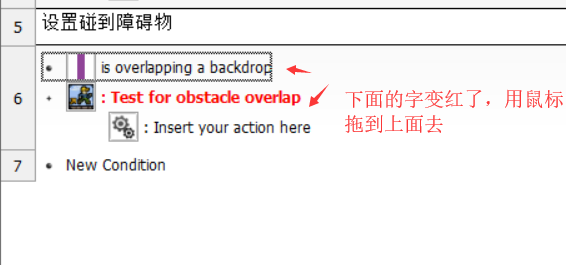 5 设置碰到障碍物
is overlapping a backdrop
6 : Test for obstacle overlap
下面的字变红了，用鼠标
拖到上面去
: Insert your action here
7 New Condition